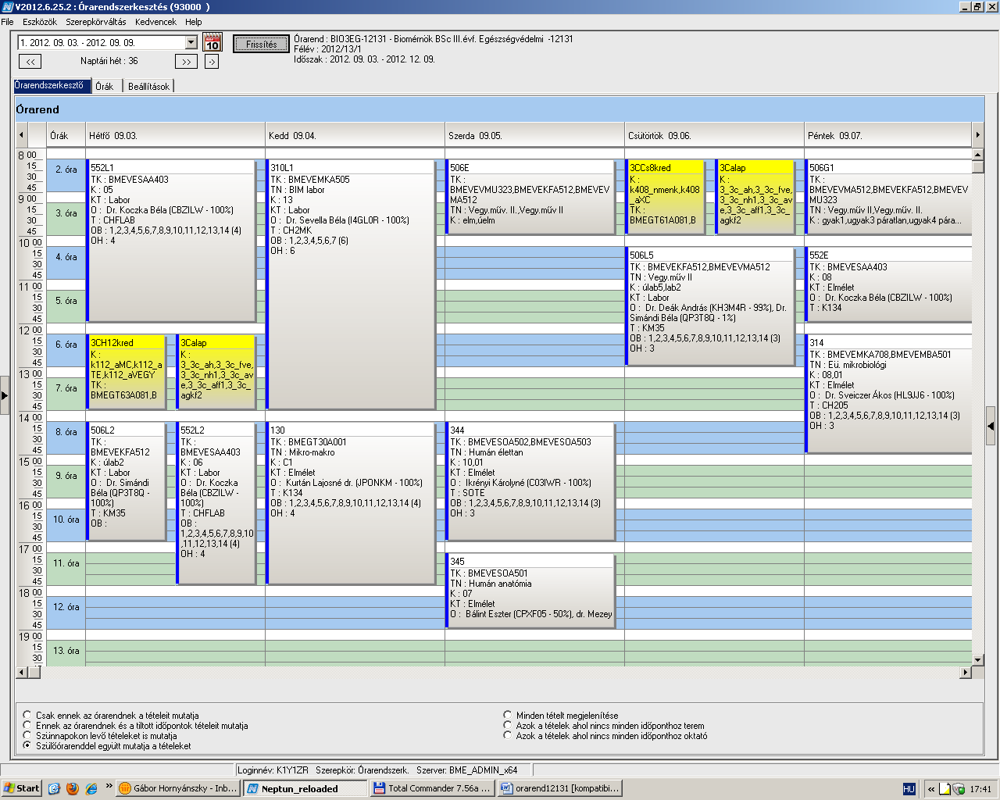 V2012.6.25.2 : Órarendszerkesztés (93000 )
File Eszközök Szerepkörváltás Kedvencek Help
1. 2012. 09. 03. - 2012. 09. 09.
10
Frissítés
Órarend : BIO3EG-12131 - Biomérnök BSc III.évf. Egészségvédelmi -12131
Félév : 2012/13/1
Időszak : 2012. 09. 03. - 2012. 12. 09.
<< Naptári hét : 36 >> ->
Órarendszerkesztő Órák Beállítások
Órarend
Órák Hétfő 09.03. Kedd 09.04. Szerda 09.05. Csütörtök 09.06. Péntek 09.07.
8 00
15
30
45
9 00
15
30
45
10 00
15
30
45
11 00
15
30
45
12 00
15
30
45
13 00
15
30
45
14 00
15
30
45
15 00
15
30
45
16 00
15
30
45
17 00
15
30
45
18 00
15
30
45
19 00
15
30
2. óra
3. óra
4. óra
5. óra
6. óra
7. óra
8. óra
9. óra
10. óra
11. óra
12. óra
13. óra
552L1
TK : BMEVESAA403
K : 05
KT : Labor
O : Dr. Koczka Béla (CBZILW - 100%)
T : CHFLAB
OB : 1,2,3,4,5,6,7,8,9,10,11,12,13,14 (4)
OH : 4
3CH12kred
K :
k112_aMC,k112_a
TE,k112_aVEGY
TK :
BMEGT63A081,B
3Calap
K :
3_3c_ah,3_3c_fve,
3_3c_nh1,3_3c_av
e,3_3c_aff1,3_3c_
agkf2
506L2
TK :
BMEVEKFA512
K : úlab2
KT : Labor
O : Dr. Simándi
Béla (QP3T8Q -
100%)
T : KM35
OB :
552L2
TK :
BMEVESAA403
K : 06
KT : Labor
O : Dr. Koczka
Béla (CBZILW -
100%)
T : CHFLAB
OB :
1,2,3,4,5,6,7,8,9,10
,11,12,13,14 (4)
OH : 4
310L1
TK : BMEVEMKA505
TN : BIM labor
K : 13
KT : Labor
O : Dr. Sevella Béla (I4GL0R - 100%)
T : CH2MK
OB : 1,2,3,4,5,6,7 (6)
OH : 6
130
TK : BMEGT30A001
TN : Mikro-makro
K : C1
KT : Elmélet
O : Kurtán Lajosné dr. (JPONKM - 100%)
T : K134
OB : 1,2,3,4,5,6,7,8,9,10,11,12,13,14 (4)
OH : 4
506E
TK :
BMEVEVMU323,BMEVEKFA512,BMEVEV
MA512
TN : Vegy.műv. II.,Vegy.műv II
K : elm,úelm
344
TK : BMEVESOA502,BMEVESOA503
TN : Humán élettan
K : 10,01
KT : Elmélet
O : Ikrényi Károlyné (C03IWR - 100%)
T : SOTE
OB : 1,2,3,4,5,6,7,8,9,10,11,12,13,14 (3)
OH : 3
345
TK : BMEVESOA501
TN : Humán anatómia
K : 07
KT : Elmélet
O : Bálint Eszter (CPXF05 - 50%), dr. Mezey
3CCs8kred
K :
k408_nmenk,k408
_aXC
TK :
BMEGT61A081,B
3Calap
K :
3_3c_ah,3_3c_fve,
3_3c_nh1,3_3c_av
e,3_3c_aff1,3_3c_
agkf2
506L5
TK : BMEVEKFA512,BMEVEVMA512
TN : Vegy.műv II
K : úlab5,lab2
KT : Labor
O : Dr. Deák András (KH3M4R - 99%), Dr.
Simándi Béla (QP3T8Q - 1%)
T : KM35
OB : 1,2,3,4,5,6,7,8,9,10,11,12,13,14 (3)
OH : 3
506G1
TK :
BMEVEVMA512,BMEVEKFA512,BMEVEV
MU323
TN : Vegy.műv II,Vegy.műv. II.
K : gyak1,ugyak3 páratlan,ugyak4 pára...
552E
TK : BMEVESAA403
K : 08
KT : Elmélet
O : Dr. Koczka Béla (CBZILW - 100%)
T : K134
314
TK : BMEVEMKA708,BMEVEMBA501
TN : Eü. mikrobiológi
K : 08,01
KT : Elmélet
O : Dr. Sveiczer Ákos (HL9JJ6 - 100%)
T : CH205
OB : 1,2,3,4,5,6,7,8,9,10,11,12,13,14 (3)
OH : 3
Csak ennek az órarendnek a tételeit mutatja
Ennek az órarendnek és a tiltott időpontok tételeit mutatja
Szünnapokon levő tételeket is mutatja
Szülőórarenddel együtt mutatja a tételeket
Minden tételt megjelenítése
Azok a tételek ahol nincs minden időponthoz terem
Azok a tételek ahol nincs minden időponthoz oktató
Loginnév: K1Y1ZR Szerepkör: Órarendszerk. Szerver: BME_ADMIN_x64
Start » Gábor Hornyánszky - Inb... Neptun_reloaded Total Commander 7.56a ... orarend12131 [kompatibi... HU « 17:41